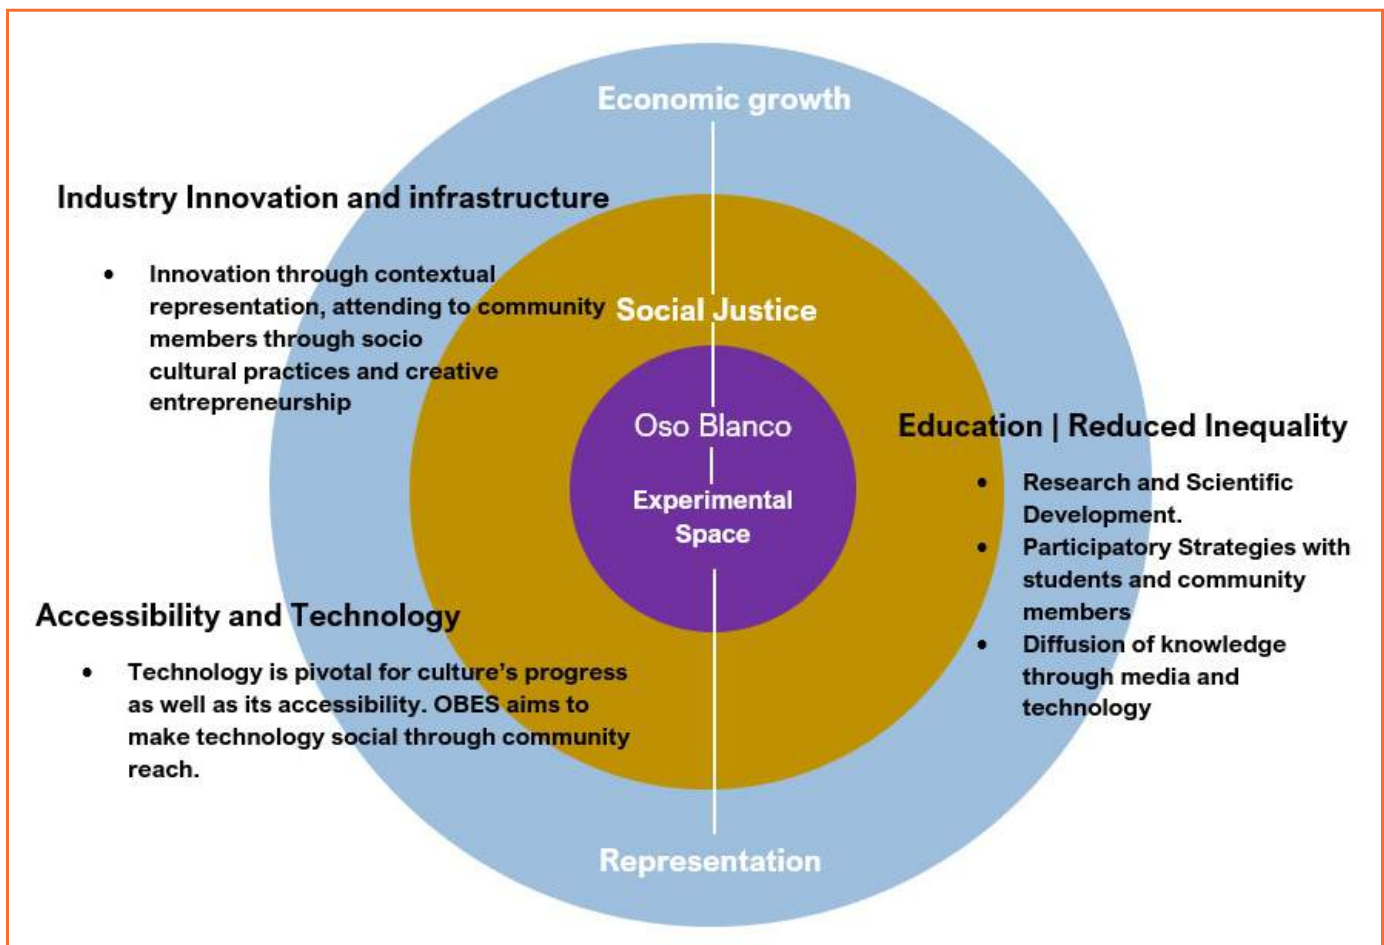 Economic growth
Industry Innovation and infrastructure
• Innovation through contextual
representation, attending to community
members through socio
cultural practices and creative
entrepreneurship
Social Justice
Oso Blanco
Experimental
Space
Education | Reduced Inequality
• Research and Scientific
Development.
• Participatory Strategies with
students and community
members
• Diffusion of knowledge
through media and
technology
Accessibility and Technology
• Technology is pivotal for culture’s progress
as well as its accessibility. OBES aims to
make technology social through community
reach.
Representation